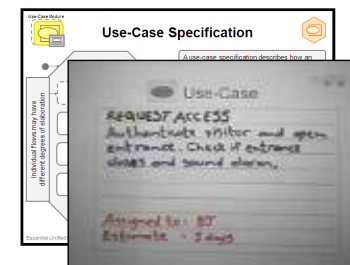 Use-Case Module
Use-Case Specification
A use-case specification describes how an
Individual flows may have
different degrees of elaboration
Essential Unified
Use-Case
REQUEST ACCESS
Authenticate visitor and open
entrance. Check if entrance
closes and sound alarm.
Assigned to: BJ
Estimate - 3 days